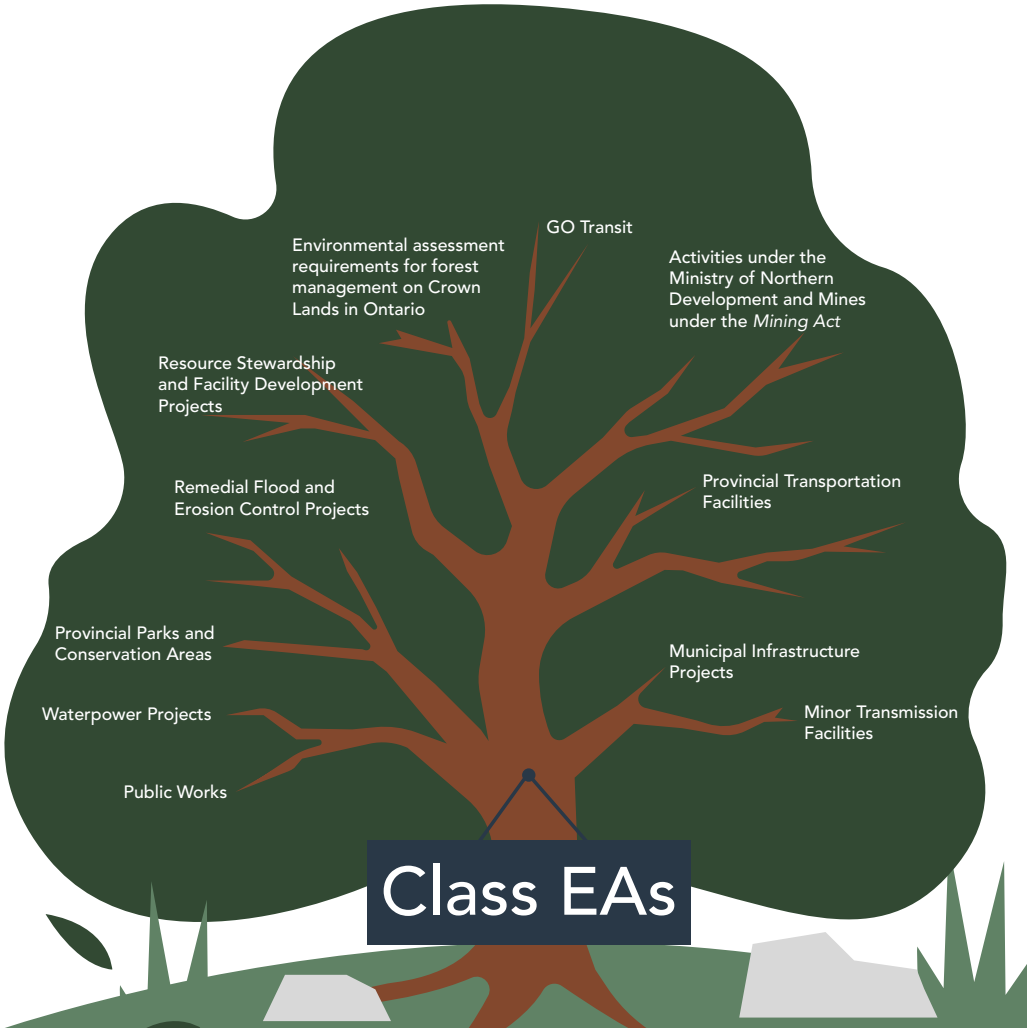 GO Transit
Environmental assessment
requirements for forest
management on Crown
Lands in Ontario
Activities under the
Ministry of Northern
Development and Mines
under the Mining Act
Resource Stewardship
and Facility Development
Projects
Remedial Flood and
Erosion Control Projects
Provincial Transportation
Facilities
Provincial Parks and
Conservation Areas
Municipal Infrastructure
Projects
Waterpower Projects
Minor Transmission
Facilities
Public Works
Class EAs